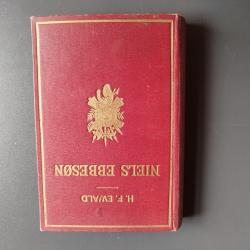 H. F. EWALD
NIELS EBBESØN